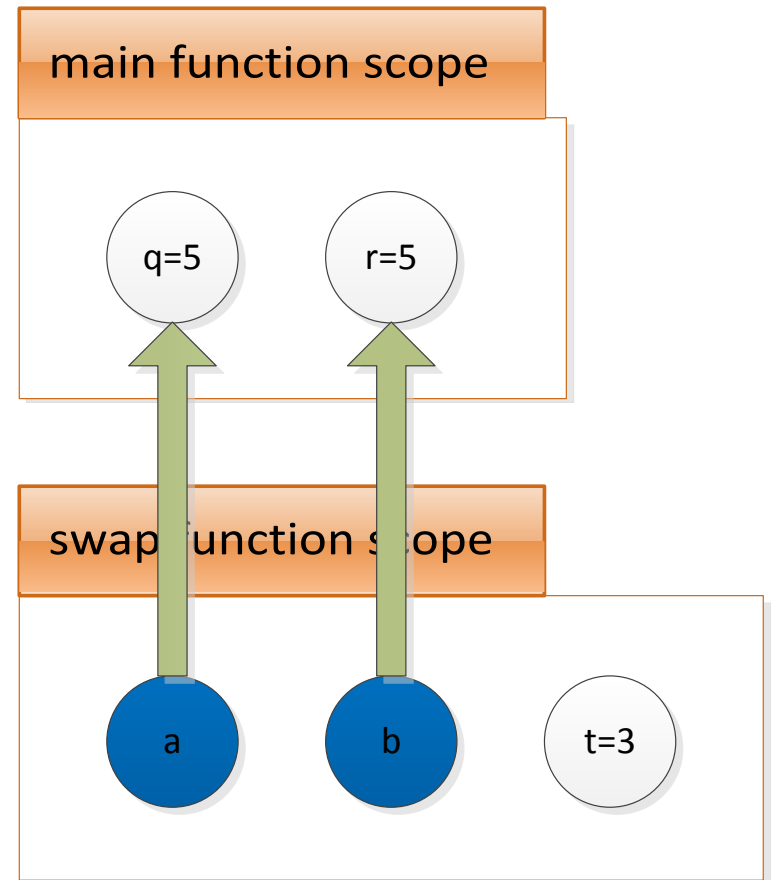 main function scope
q=5
r=5
swap function scope
a
b
t=3